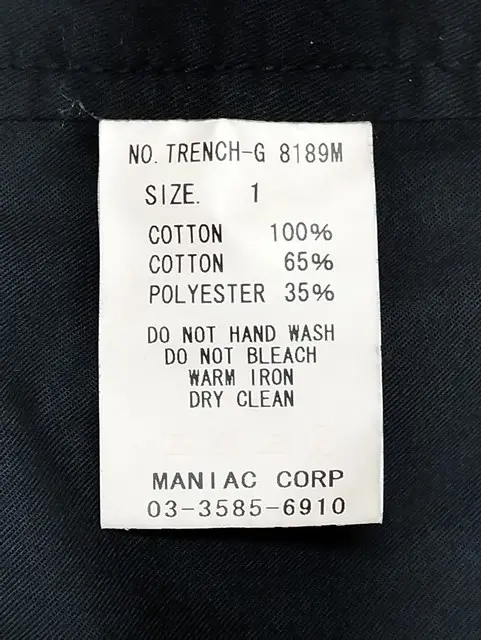 NO. TRENCH-G 8189M
SIZE. 1
COTTON 100%
COTTON 65%
POLYESTER 35%
DO NOT HAND WASH
DO NOT BLEACH
WARM IRON
DRY CLEAN
MANIAC CORP
03-3585-6910